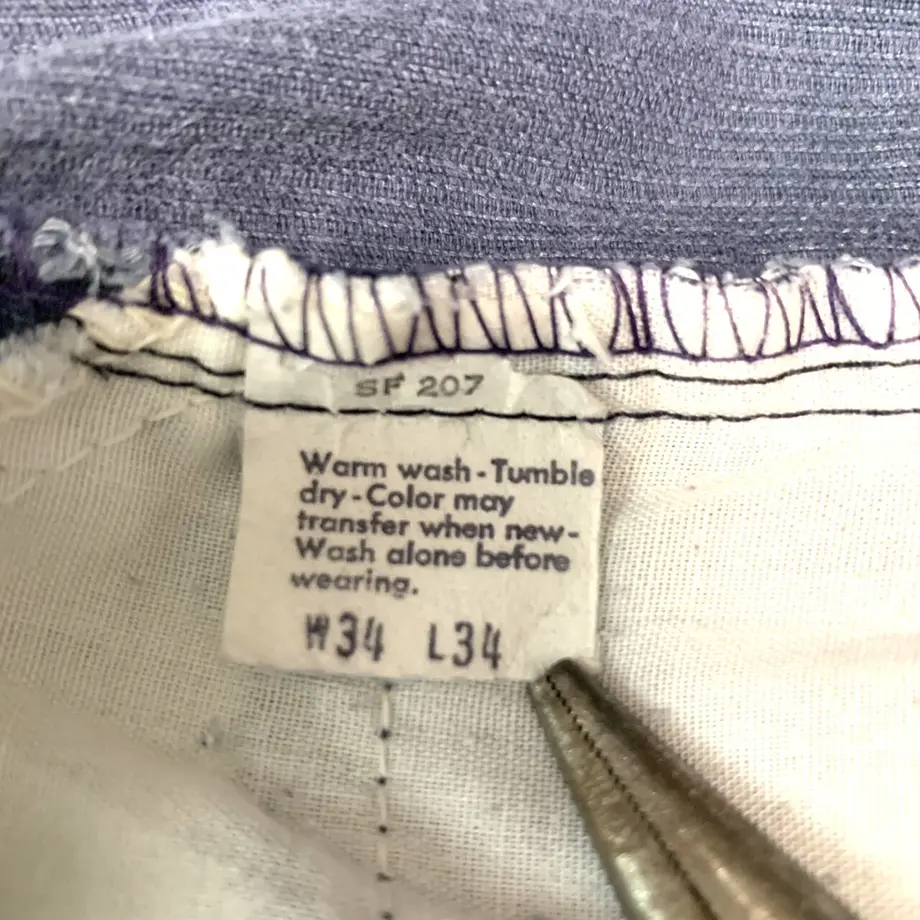 SF 207
Warm wash - Tumble
dry - Color may
transfer when new -
Wash alone before
wearing.
W34 L34